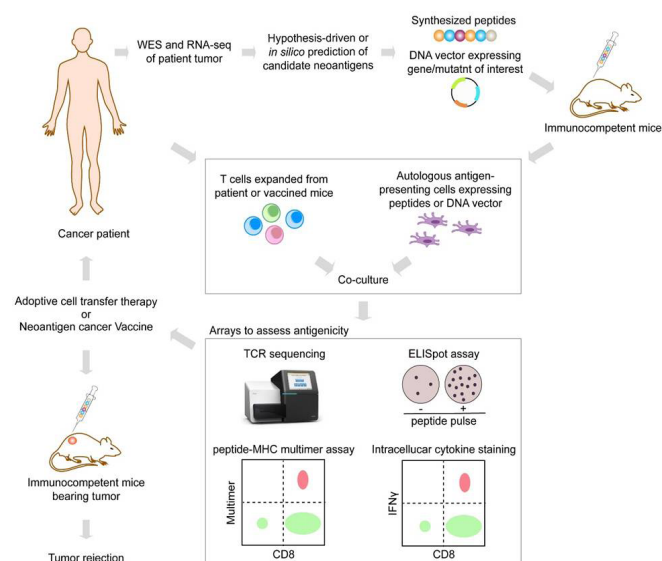 WES and RNA-seq
of patient tumor
Hypothesis-driven or
in silico prediction of
candidate neoantigens
Synthesized peptides
DNA vector expressing
gene/mutatnt of interest
Immunocompetent mice
Cancer patient
T cells expanded from
patient or vaccined mice
Autologous antigen-
presenting cells expressing
peptides or DNA vector
Co-culture
Adoptive cell transfer therapy
or
Neoantigen cancer Vaccine
Arrays to assess antigenicity
TCR sequencing
ELISpot assay
- +
peptide pulse
peptide-MHC multimer assay
Multimer
CD8
Intracellucar cytokine staining
IFNγ
CD8
Immunocompetent mice
bearing tumor
Tumor rejection